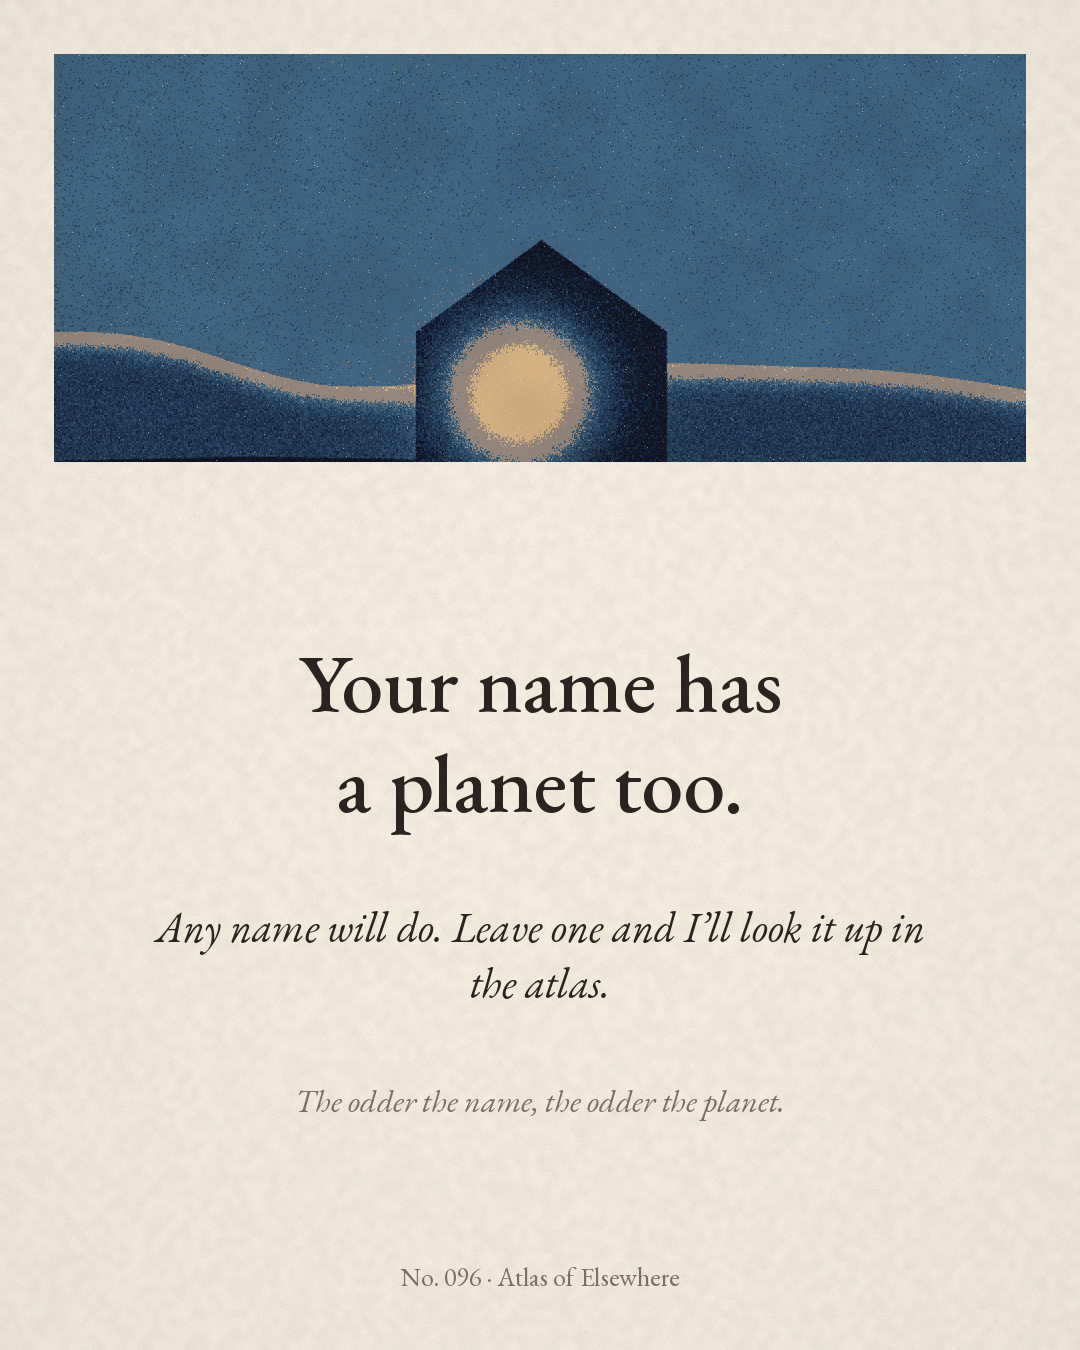 Your name has
a planet too.
Any name will do. Leave one and I’ll look it up in
the atlas.
The odder the name, the odder the planet.
No. 096 · Atlas of Elsewhere